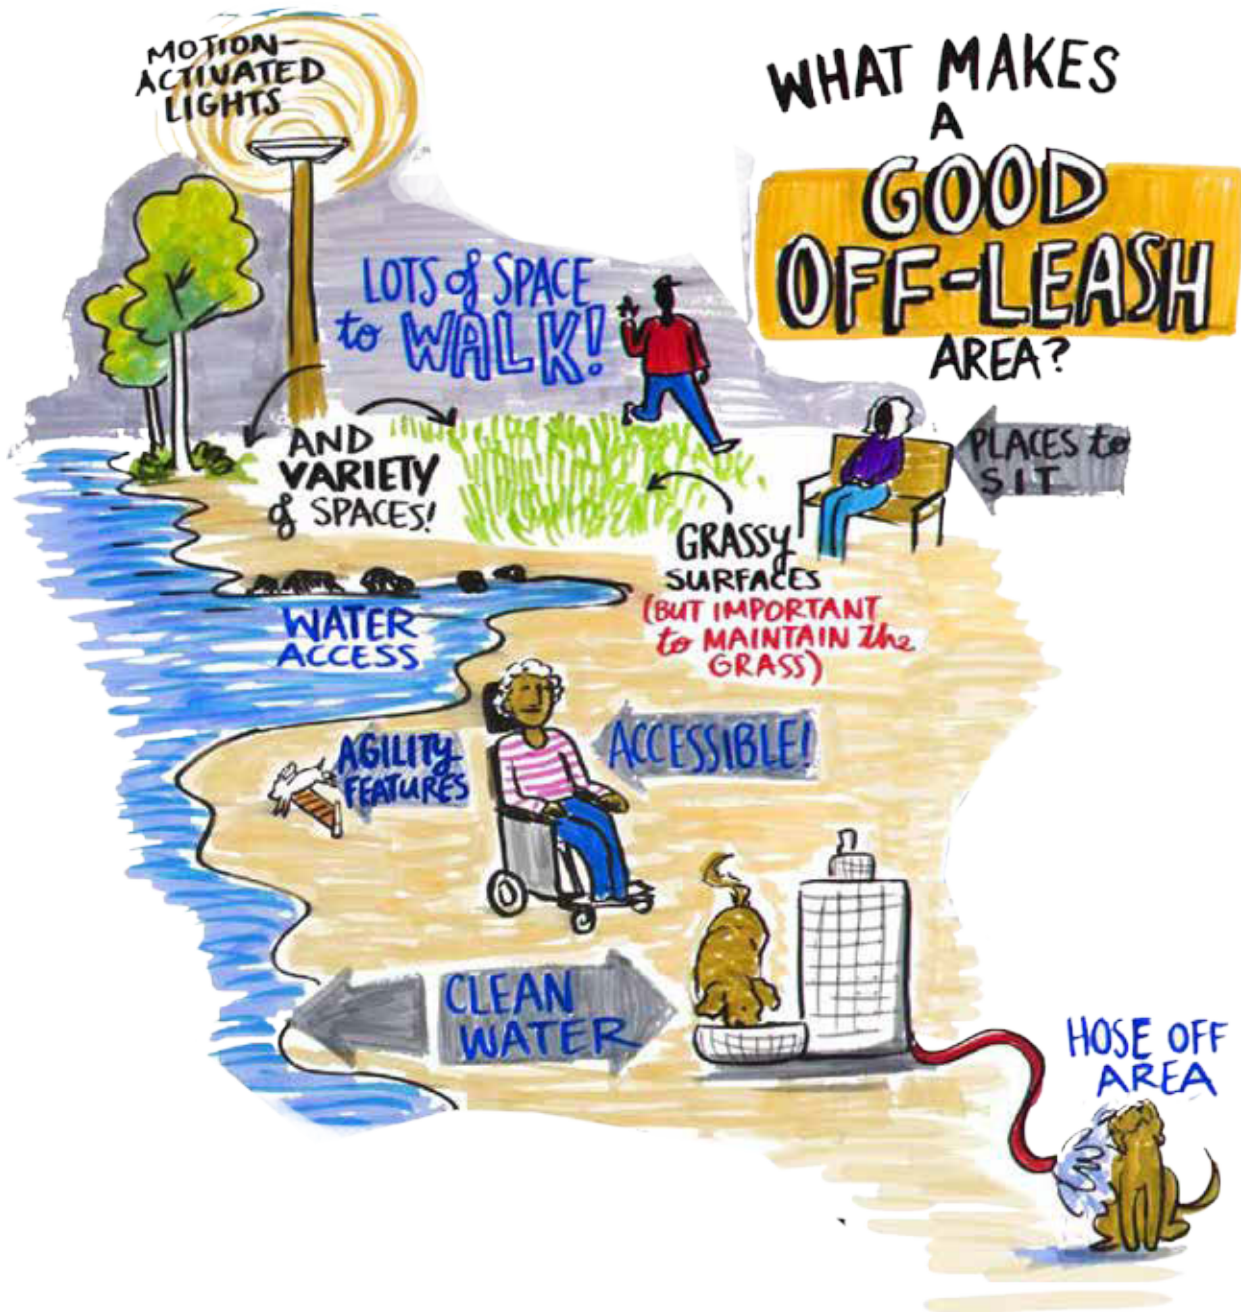 MOTION-
ACTIVATED
LIGHTS
WHAT MAKES
A
GOOD
OFF-LEASH
AREA?
LOTS of SPACE
to WALK!
AND
VARIETY
of SPACES!
PLACES to
SIT
GRASSY
SURFACES
(BUT IMPORTANT
to MAINTAIN the
GRASS)
WATER
ACCESS
AGILITY
FEATURES
ACCESSIBLE!
CLEAN
WATER
HOSE OFF
AREA